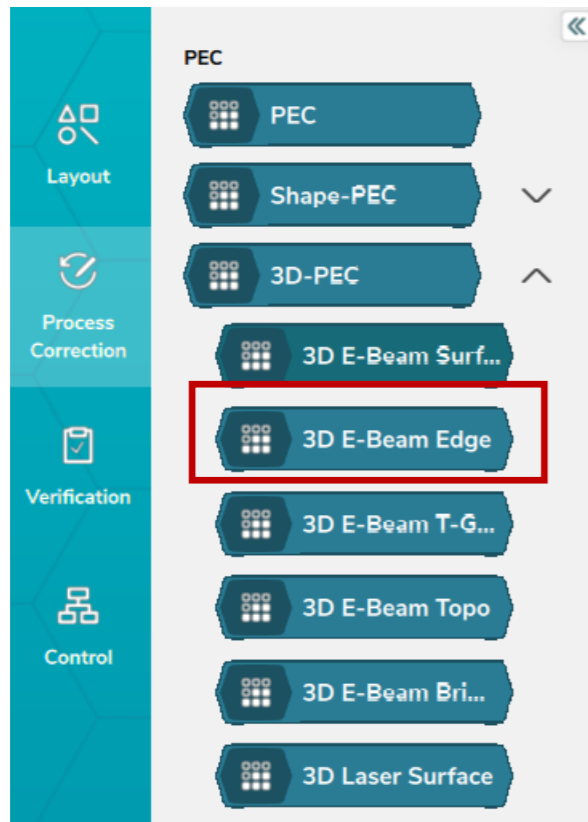 PEC
PEC
Shape-PEC
3D-PEC
3D E-Beam Surf...
3D E-Beam Edge
3D E-Beam T-G...
3D E-Beam Topo
3D E-Beam Bri...
3D Laser Surface
Layout
Process
Correction
Verification
Control